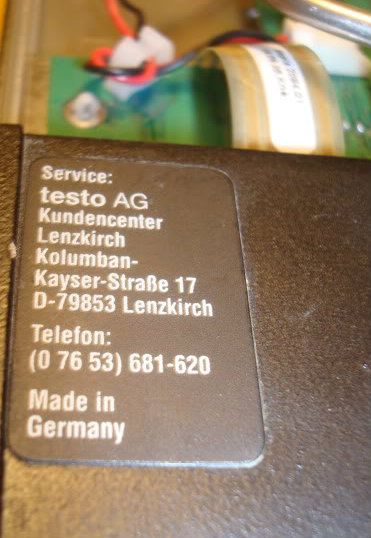 Service:
testo AG
Kundencenter
Lenzkirch
Kolumban-
Kayser-Straße 17
D-79853 Lenzkirch
Telefon:
(0 76 53) 681-620
Made in
Germany